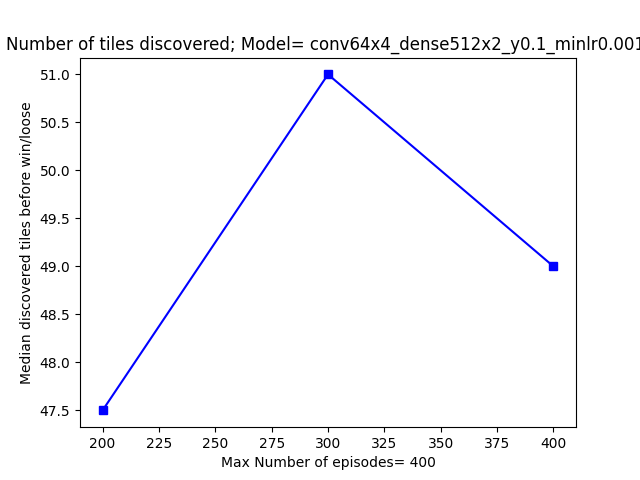 Number of tiles discovered; Model= conv64x4_dense512x2_y0.1_minlr0.001
51.0
50.5
50.0
49.5
49.0
48.5
48.0
47.5
Median discovered tiles before win/loose
200 225 250 275 300 325 350 375 400
Max Number of episodes= 400